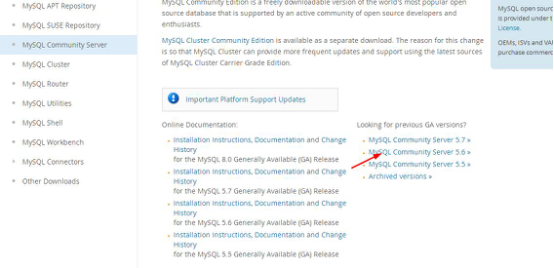 MySQL APT Repository
MySQL SUSE Repository
MySQL Community Server
MySQL Cluster
MySQL Router
MySQL Utilities
MySQL Shell
MySQL Workbench
MySQL Connectors
Other Downloads
MySQL Community Edition is a freely downloadable version of the world's most popular open
source database that is supported by an active community of open source developers and
enthusiasts.
MySQL Cluster Community Edition is available as a separate download. The reason for this change
is so that MySQL Cluster can provide more frequent updates and support using the latest sources
of MySQL Cluster Carrier Grade Edition.
Important Platform Support Updates
Online Documentation:
Installation Instructions, Documentation and Change
History
for the MySQL 8.0 Generally Available (GA) Release
Installation Instructions, Documentation and Change
History
for the MySQL 5.7 Generally Available (GA) Release
Installation Instructions, Documentation and Change
History
for the MySQL 5.6 Generally Available (GA) Release
Installation Instructions, Documentation and Change
History
for the MySQL 5.5 Generally Available (GA) Release
Looking for previous GA versions?
MySQL Community Server 5.7 »
MySQL Community Server 5.6 »
MySQL Community Server 5.5 »
Archived versions »
MySQL open sourc
is provided under t
License.
OEMs, ISVs and VAR
purchase commerc